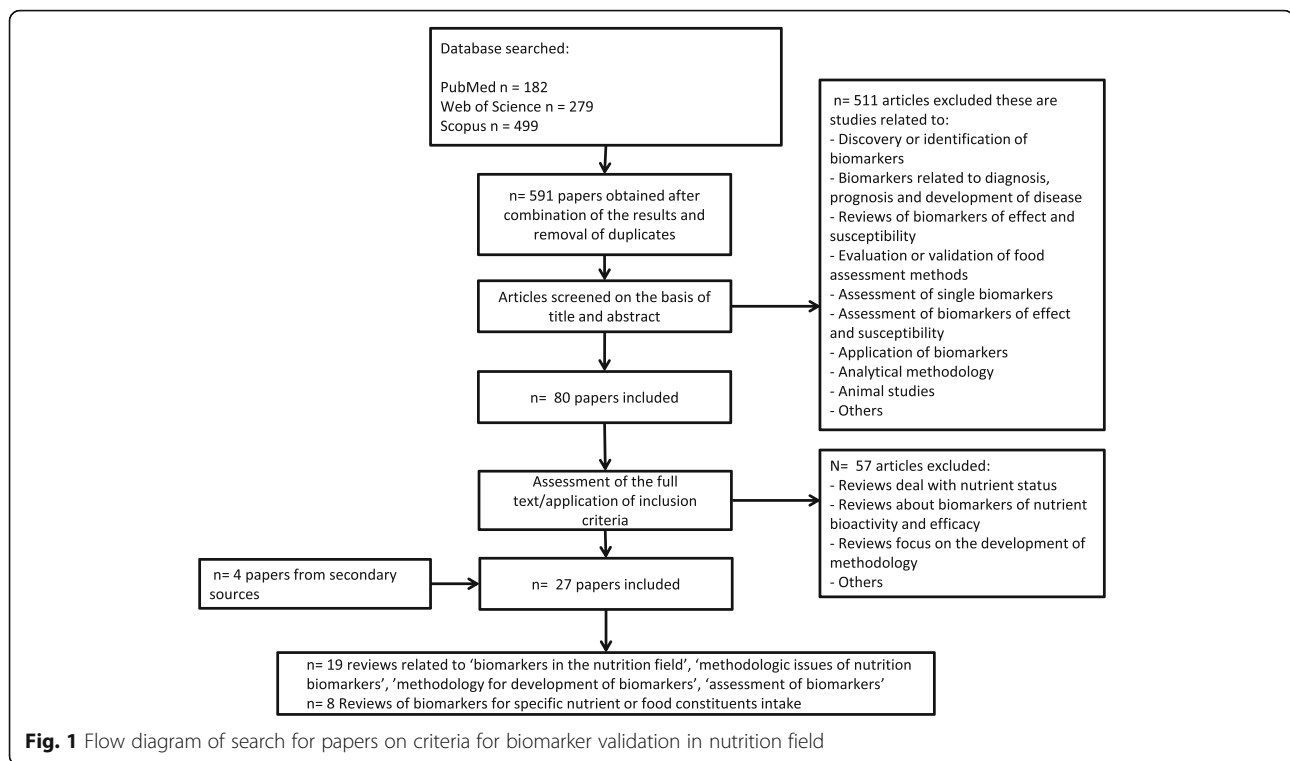 Database searched:
PubMed n = 182
Web of Science n = 279
Scopus n = 499
n= 591 papers obtained after
combination of the results and
removal of duplicates
Articles screened on the basis of
title and abstract
n= 511 articles excluded these are
studies related to:
- Discovery or identification of
biomarkers
- Biomarkers related to diagnosis,
prognosis and development of disease
- Reviews of biomarkers of effect and
susceptibility
- Evaluation or validation of food
assessment methods
- Assessment of single biomarkers
- Assessment of biomarkers of effect
and susceptibility
- Application of biomarkers
- Analytical methodology
- Animal studies
- Others
n= 80 papers included
Assessment of the full
text/application of inclusion
criteria
N= 57 articles excluded:
- Reviews deal with nutrient status
- Reviews about biomarkers of nutrient
bioactivity and efficacy
- Reviews focus on the development of
methodology
- Others
n= 4 papers from secondary
sources
n= 27 papers included
n= 19 reviews related to ‘biomarkers in the nutrition field’, ‘methodologic issues of nutrition
biomarkers’, ’methodology for development of biomarkers’, ‘assessment of biomarkers’
n= 8 Reviews of biomarkers for specific nutrient or food constituents intake
Fig. 1 Flow diagram of search for papers on criteria for biomarker validation in nutrition field